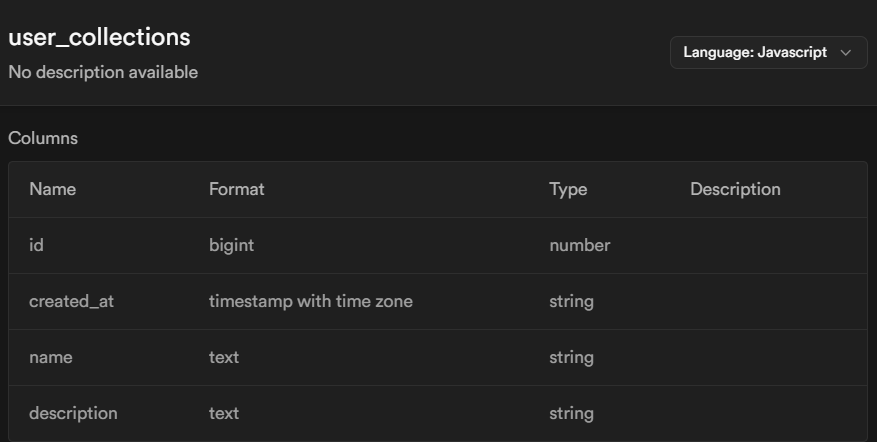 user_collections
Language: Javascript
No description available
Columns
Name Format Type Description
id bigint number
created_at timestamp with time zone string
name text string
description text string